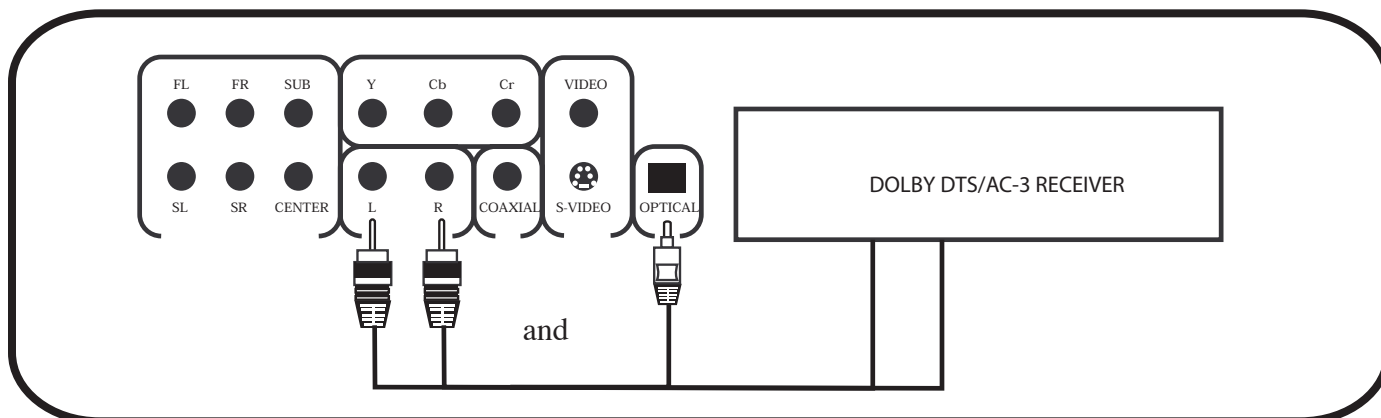 FL FR SUB Y Cb Cr VIDEO
DOLBY DTS/AC-3 RECEIVER
SL SR CENTER L R COAXIAL S-VIDEO OPTICAL
and